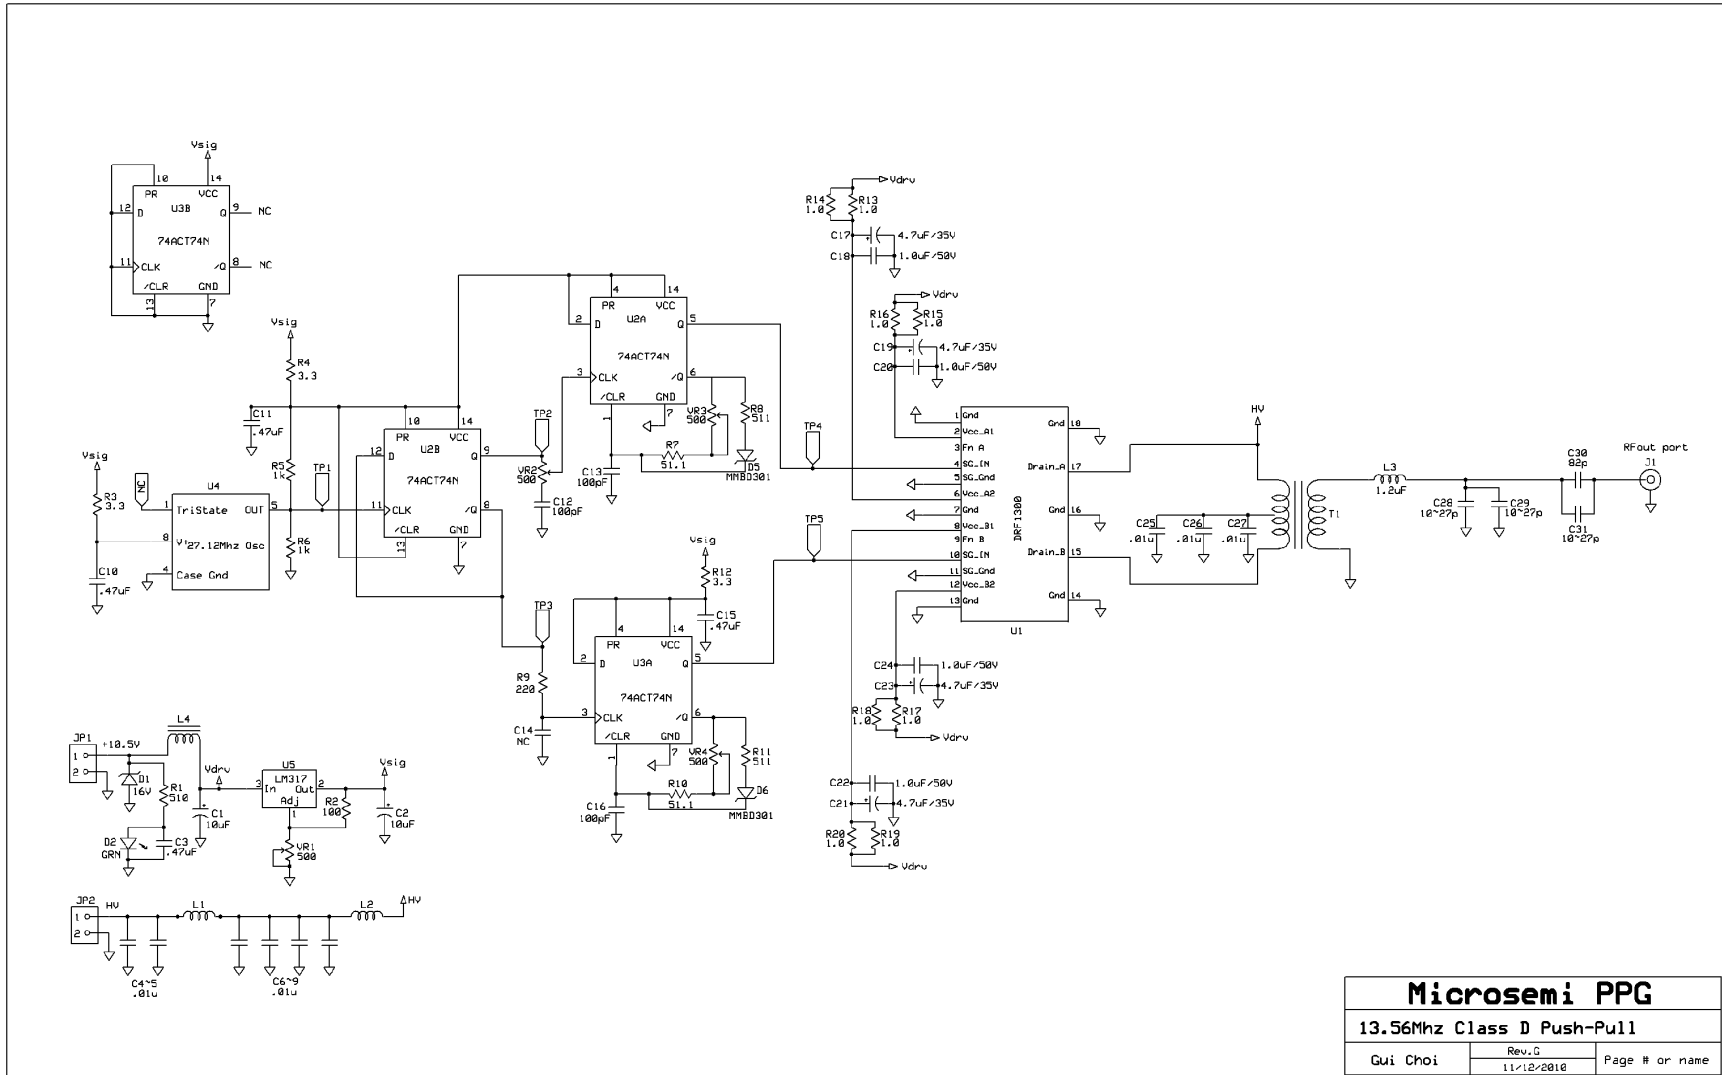 Vsig
10
14
PR
VCC
12
D
U3B
Q
9
NC
74ACT74N
11
CLK
/Q
8
NC
/CLR
GND
13
7
Vsig
R4
3.3
C11
.47uF
R5
1k
TP1
R6
1k
Vsig
R3
3.3
NC
U4
1
TriState
OUT
5
8
V+
27.12Mhz Osc
4
Case Gnd
C10
.47uF
10
14
PR
VCC
12
D
U2B
Q
9
74ACT74N
11
CLK
/Q
8
/CLR
GND
13
7
TP2
VR2
500
C12
100pF
4
14
PR
VCC
2
D
U2A
Q
5
74ACT74N
3
CLK
/Q
6
/CLR
GND
1
7
VR3
500
R8
511
R7
51.1
D5
MMBD301
C13
100pF
TP4
TP5
TP3
R9
220
C14
NC
Vsig
R12
3.3
C15
.47uF
4
14
PR
VCC
2
D
U3A
Q
5
74ACT74N
3
CLK
/Q
6
/CLR
GND
1
7
VR4
500
R11
511
R10
51.1
D6
MMBD301
C16
100pF
Vdrv
R14
1.0
R13
1.0
C17
+
4.7uF/35V
C18
1.0uF/50V
Vdrv
R16
1.0
R15
1.0
C19
+
4.7uF/35V
C20
1.0uF/50V
1 Gnd
2 Vcc_A1
3 Fn A
4 SG_IN
5 SG_Gnd
6 Vcc_A2
7 Gnd
8 Vcc_B1
9 Fn B
10 SG_IN
11 SG_Gnd
12 Vcc_B2
13 Gnd
DRF1300
Gnd 18
Drain_A 17
Gnd 16
Drain_B 15
Gnd 14
U1
C24
1.0uF/50V
C23
+
4.7uF/35V
R18
1.0
R17
1.0
Vdrv
C22
1.0uF/50V
C21
+
4.7uF/35V
R20
1.0
R19
1.0
Vdrv
HV
C25
.01u
C26
.01u
C27
.01u
T1
L3
1.2uF
C28
10~27p
C29
10~27p
C30
82p
C31
10~27p
RFout port
J1
JP1
1
2
+10.5V
L4
D1
16V
R1
510
D2
GRN
C3
.47uF
Vdrv
+
C1
10uF
U5
LM317
3
In
Out
2
Adj
1
R2
100
VR1
500
Vsig
+
C2
10uF
JP2
1
2
HV
L1
L2
HV
C4~5
.01u
C6~9
.01u
Microsemi PPG
13.56Mhz Class D Push-Pull
Gui Choi
Rev.G
11/12/2010
Page # or name